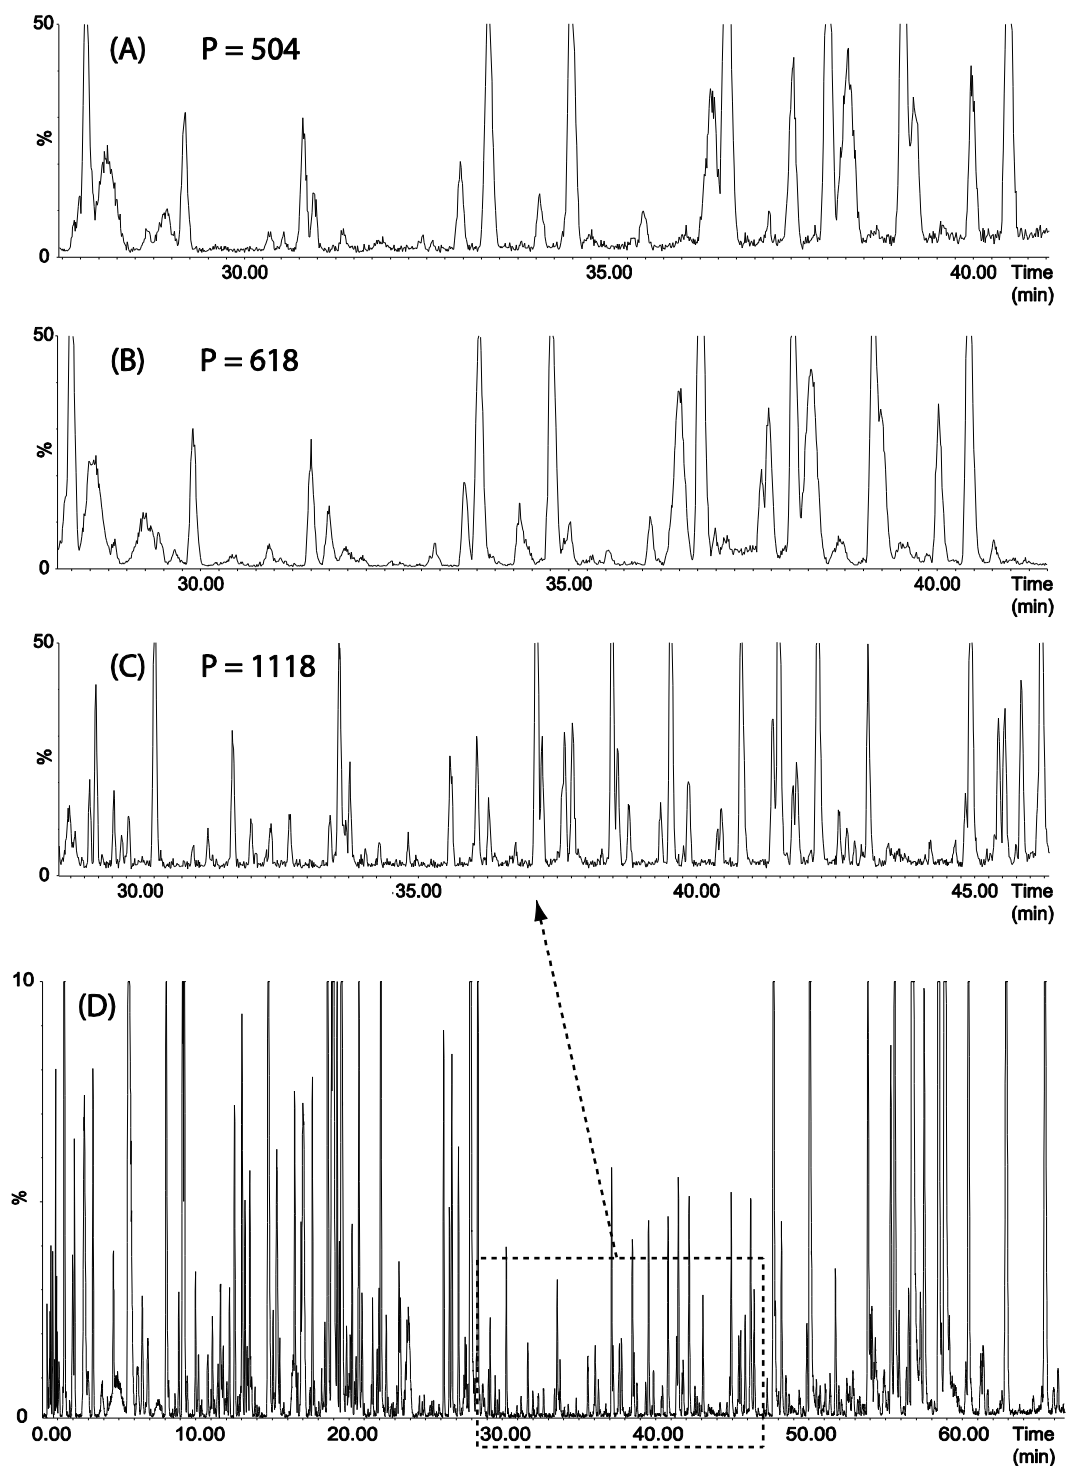 50
(A) P = 504
%
0
30.00 35.00 40.00 Time
(min)
50
(B) P = 618
%
0
30.00 35.00 40.00 Time
(min)
50
(C) P = 1118
%
0
30.00 35.00 40.00 45.00 Time
(min)
10
(D)
%
0
0.00 10.00 20.00 30.00 40.00 50.00 60.00 Time
(min)